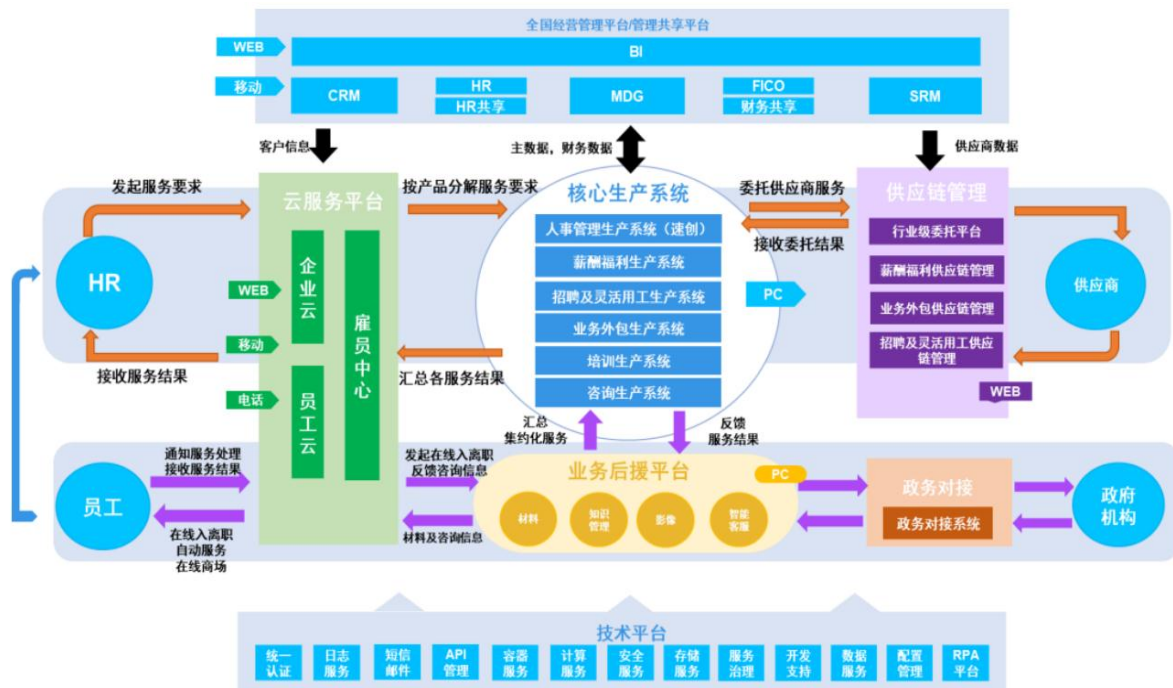 全国经营管理平台/管理共享平台
WEB
BI
移动
CRM
HR
HR共享
MDG
FICO
财务共享
SRM
客户信息
主数据，财务数据
供应商数据
发起服务要求
云服务平台
按产品分解服务要求
核心生产系统
委托供应商服务
接收委托结果
供应链管理
HR
WEB
移动
电话
企业云
员工云
雇员中心
人事管理生产系统（速创）
薪酬福利生产系统
招聘及灵活用工生产系统
业务外包生产系统
培训生产系统
咨询生产系统
PC
行业级委托平台
薪酬福利供应链管理
业务外包供应链管理
招聘及灵活用工供应
链管理
WEB
供应商
接收服务结果
汇总各服务结果
汇总
集约化服务
反馈
服务结果
员工
通知服务处理
接收服务结果
在线入离职
自动服务
在线商场
发起在线入离职
反馈咨询信息
材料及咨询信息
业务后援平台
PC
材料
知识
管理
影像
智能
客服
政务对接
政务对接系统
政府
机构
技术平台
统一
认证
日志
服务
短信
邮件
API
管理
容器
服务
计算
服务
安全
服务
存储
服务
服务
治理
开发
支持
数据
服务
配置
管理
RPA
平台